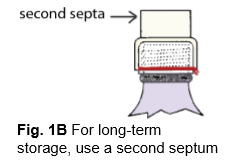 second septa
Fig. 1B For long-term
storage, use a second septum